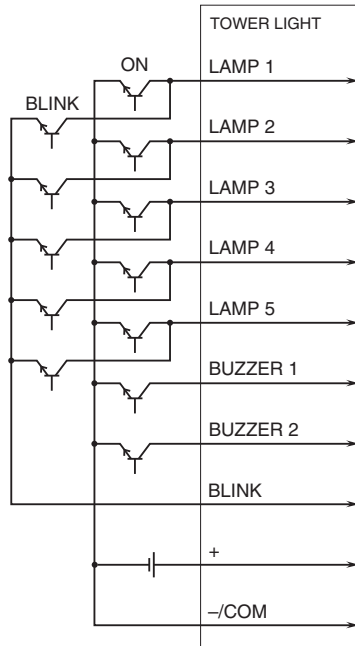 TOWER LIGHT
ON
LAMP 1
BLINK
LAMP 2
LAMP 3
LAMP 4
LAMP 5
BUZZER 1
BUZZER 2
BLINK
+
–/COM